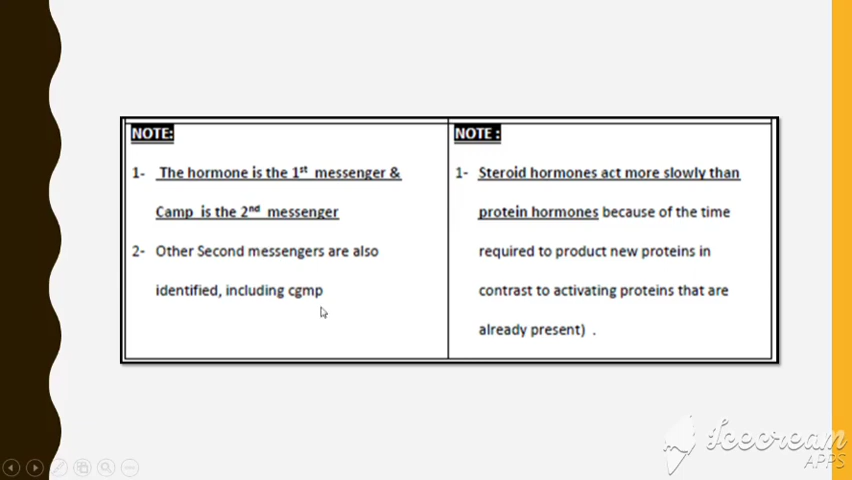 NOTE:
1- The hormone is the 1st messenger &
Camp is the 2nd messenger
2- Other Second messengers are also
identified, including cgmp
NOTE :
1- Steroid hormones act more slowly than
protein hormones because of the time
required to product new proteins in
contrast to activating proteins that are
already present) .
Icecream
APPS